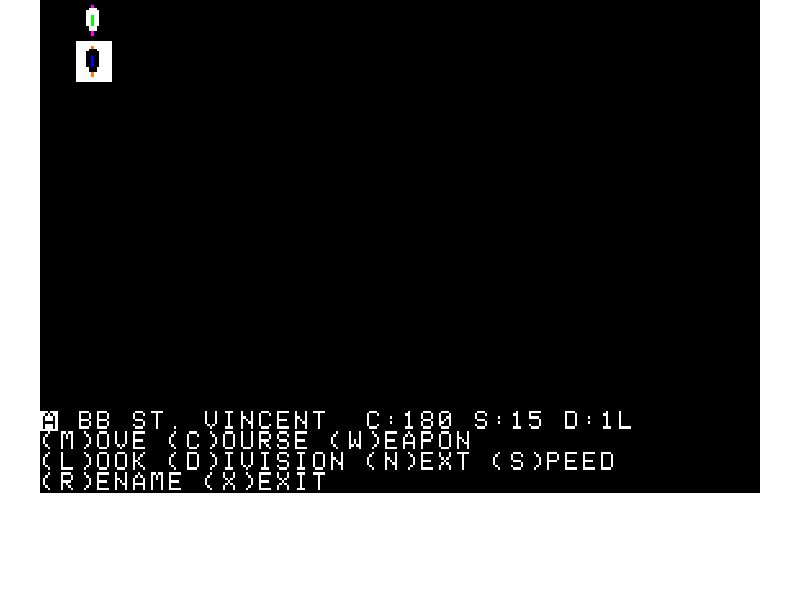 A BB ST. VINCENT  C:180 S:15 D:1L
(M)OVE (C)OURSE (W)EAPON
(L)OOK (D)IVISION (N)EXT (S)PEED
(R)ENAME (X)EXIT